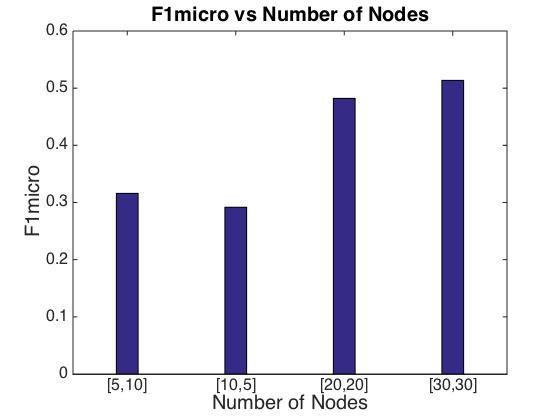 F1micro vs Number of Nodes
0.6
0.5
0.4
0.3
0.2
0.1
0
F1micro
[5,10] [10,5] [20,20] [30,30]
Number of Nodes